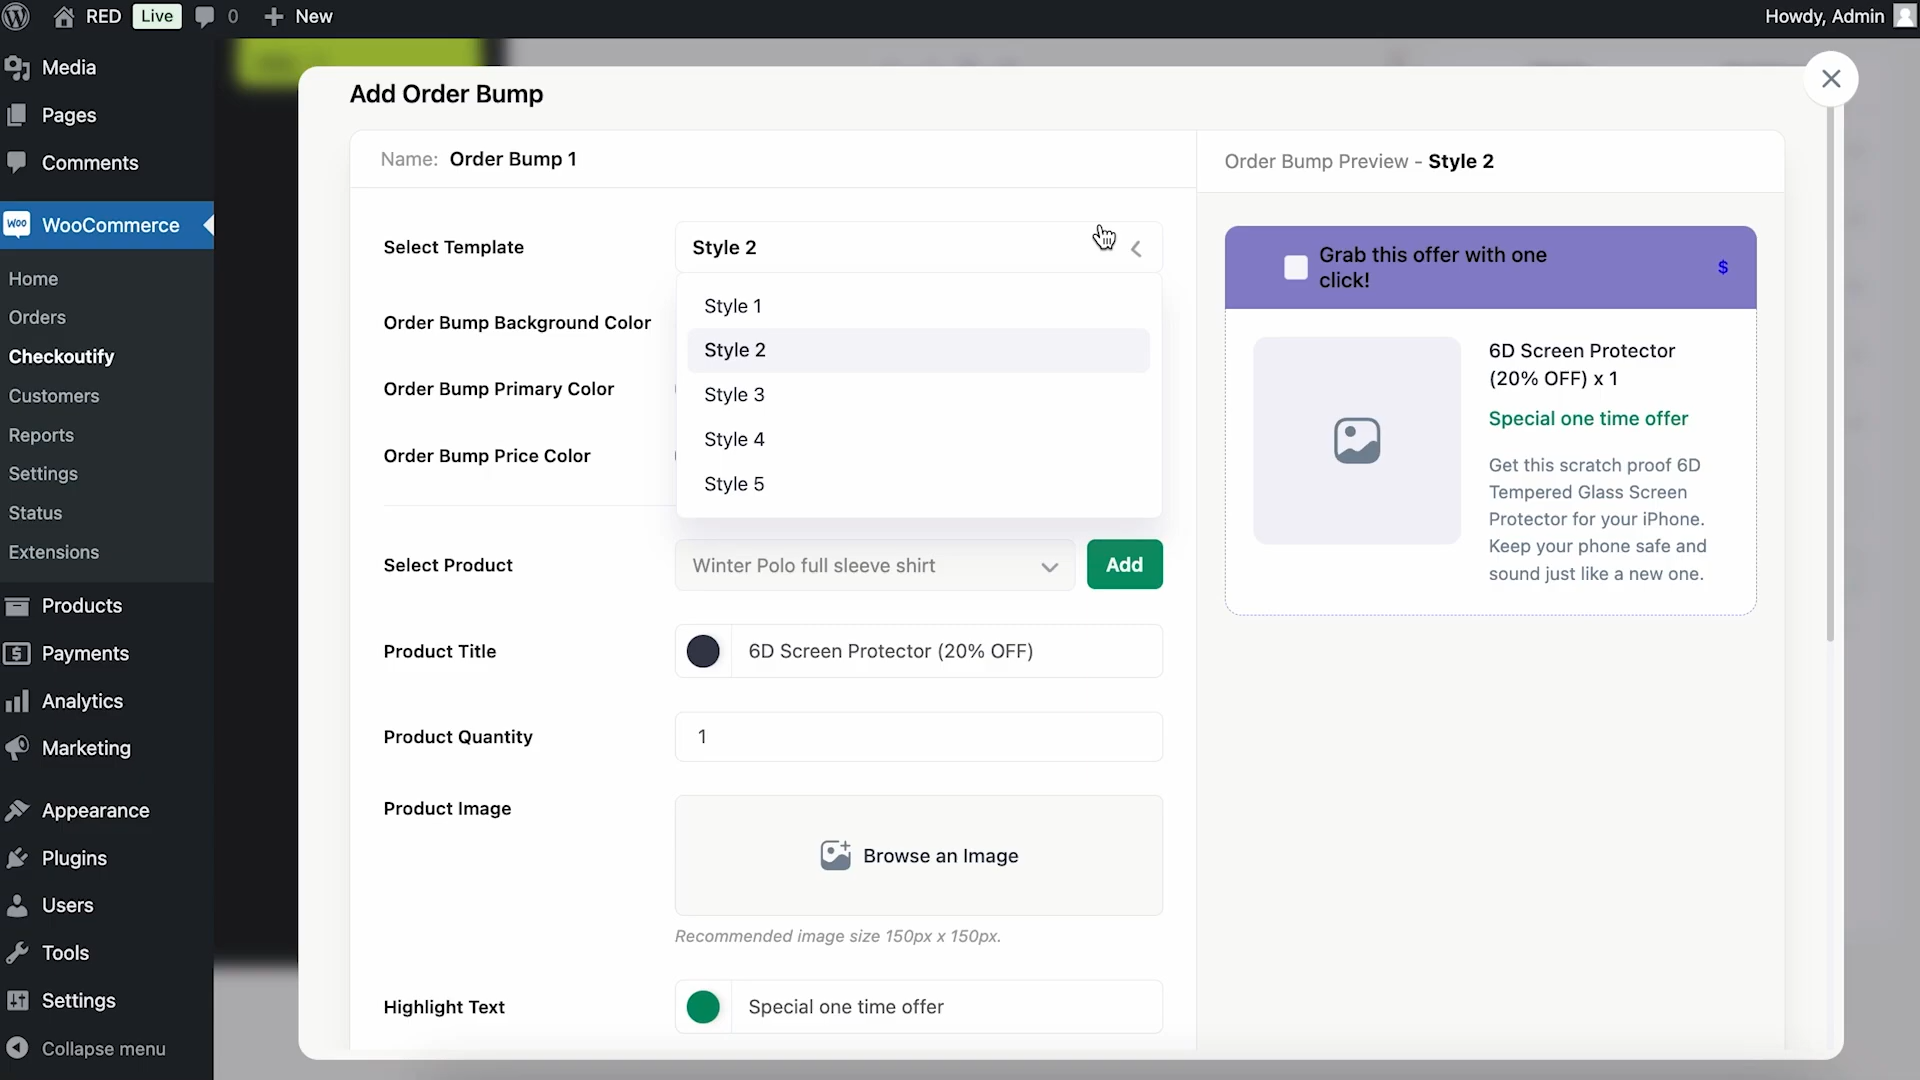 RED Live 0 New
Howdy, Admin
Media
Pages
Comments
WooCommerce
Home
Orders
Checkoutify
Customers
Reports
Settings
Status
Extensions
Products
Payments
Analytics
Marketing
Appearance
Plugins
Users
Tools
Settings
Collapse menu
Add Order Bump
Name: Order Bump 1
Select Template
Style 2
Style 1
Style 2
Style 3
Style 4
Style 5
Order Bump Background Color
Order Bump Primary Color
Order Bump Price Color
Select Product
Winter Polo full sleeve shirt
Add
Product Title
6D Screen Protector (20% OFF)
Product Quantity
1
Product Image
Browse an Image
Recommended image size 150px x 150px.
Highlight Text
Special one time offer
Order Bump Preview - Style 2
Grab this offer with one
click!
$
6D Screen Protector
(20% OFF) x 1
Special one time offer
Get this scratch proof 6D
Tempered Glass Screen
Protector for your iPhone.
Keep your phone safe and
sound just like a new one.